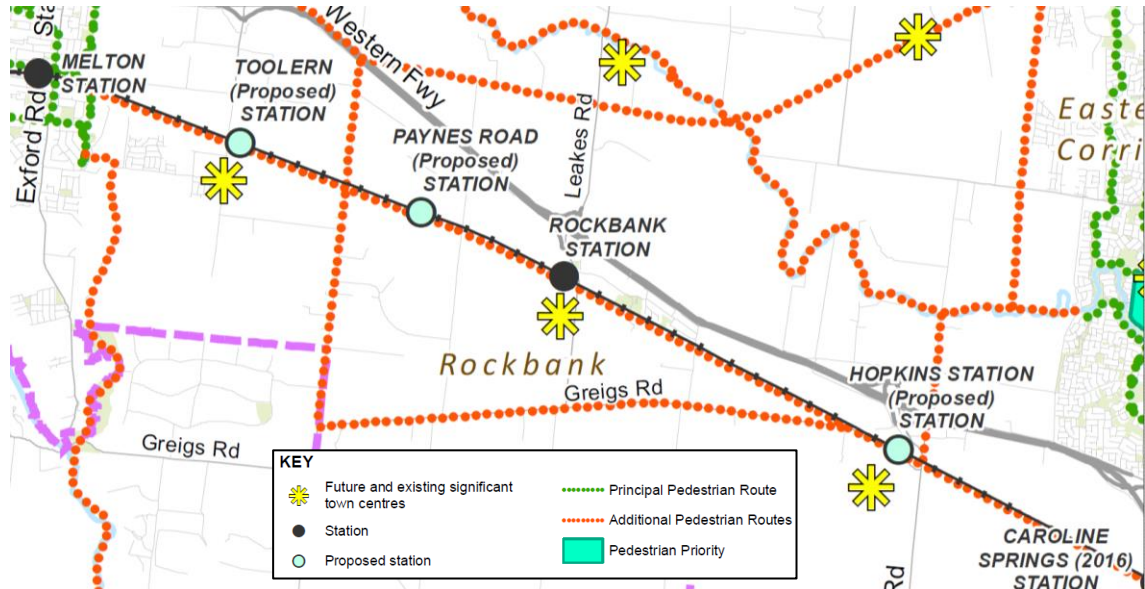 Sta
Western Fwy
MELTON
STATION
TOOLERN
(Proposed)
STATION
Easte
Corri
Exford Rd
PAYNES ROAD
(Proposed)
STATION
Leakes Rd
ROCKBANK
STATION
Rockbank
Greigs Rd
HOPKINS STATION
(Proposed)
STATION
Greigs Rd
KEY
Future and existing significant
town centres
Station
Proposed station
Principal Pedestrian Route
Additional Pedestrian Routes
Pedestrian Priority
Rd
CAROLINE
SPRINGS (2016)
STATION